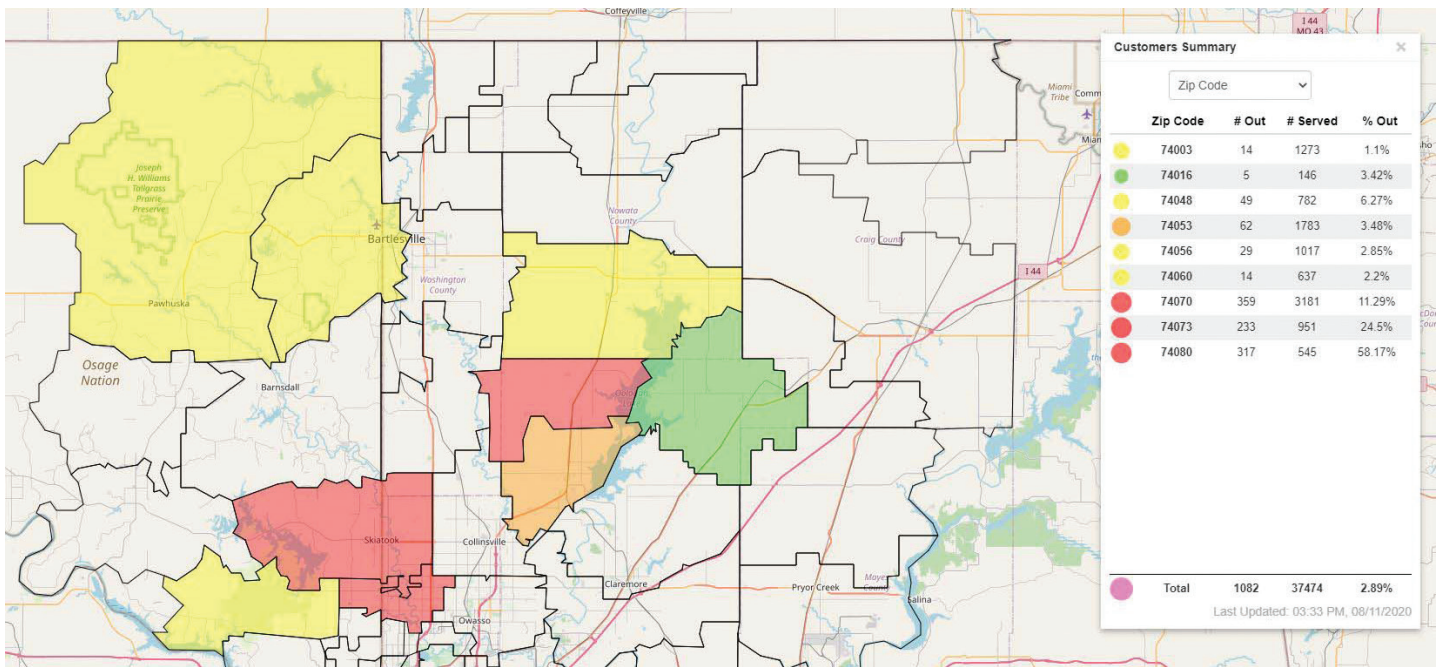 Coffeyville
I 44
MO 43
Miami
Tribe
Comm
Mian
Joseph
H. Williams
Tallgrass
Prairie
Preserve
Nowata
County
Bartlesville
Craig County
I 44
Washington
County
Pawhuska
Osage
Nation
Barnsdall
Skiatook
Collinsville
Claremore
Pryor Creek
Mayes
County
Salina
Owasso
Customers Summary ×
Zip Code
Zip Code # Out # Served % Out
74003 14 1273 1.1%
74016 5 146 3.42%
74048 49 782 6.27%
74053 62 1783 3.48%
74056 29 1017 2.85%
74060 14 637 2.2%
74070 359 3181 11.29%
74073 233 951 24.5%
74080 317 545 58.17%
Total 1082 37474 2.89%
Last Updated: 03:33 PM, 08/11/2020